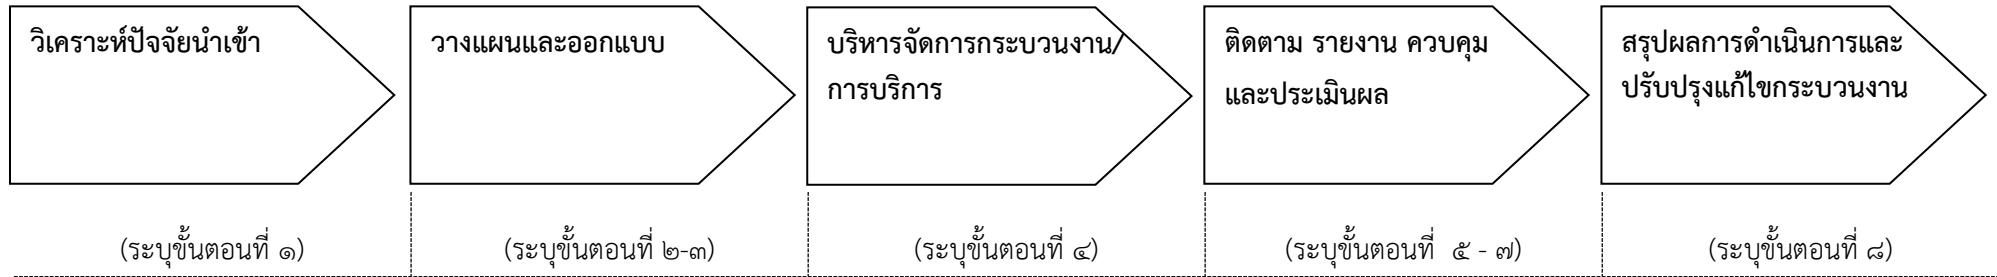 วิเคราะห์ปัจจัยนำเข้า
วางแผนและออกแบบ
บริหารจัดการกระบวนงาน/
การบริการ
ติดตาม รายงาน ควบคุม
และประเมินผล
สรุปผลการดำเนินการและ
ปรับปรุงแก้ไขกระบวนงาน
(ระบุขั้นตอนที่ ๑)
(ระบุขั้นตอนที่ ๒-๓)
(ระบุขั้นตอนที่ ๔)
(ระบุขั้นตอนที่ ๕ - ๗)
(ระบุขั้นตอนที่ ๘)